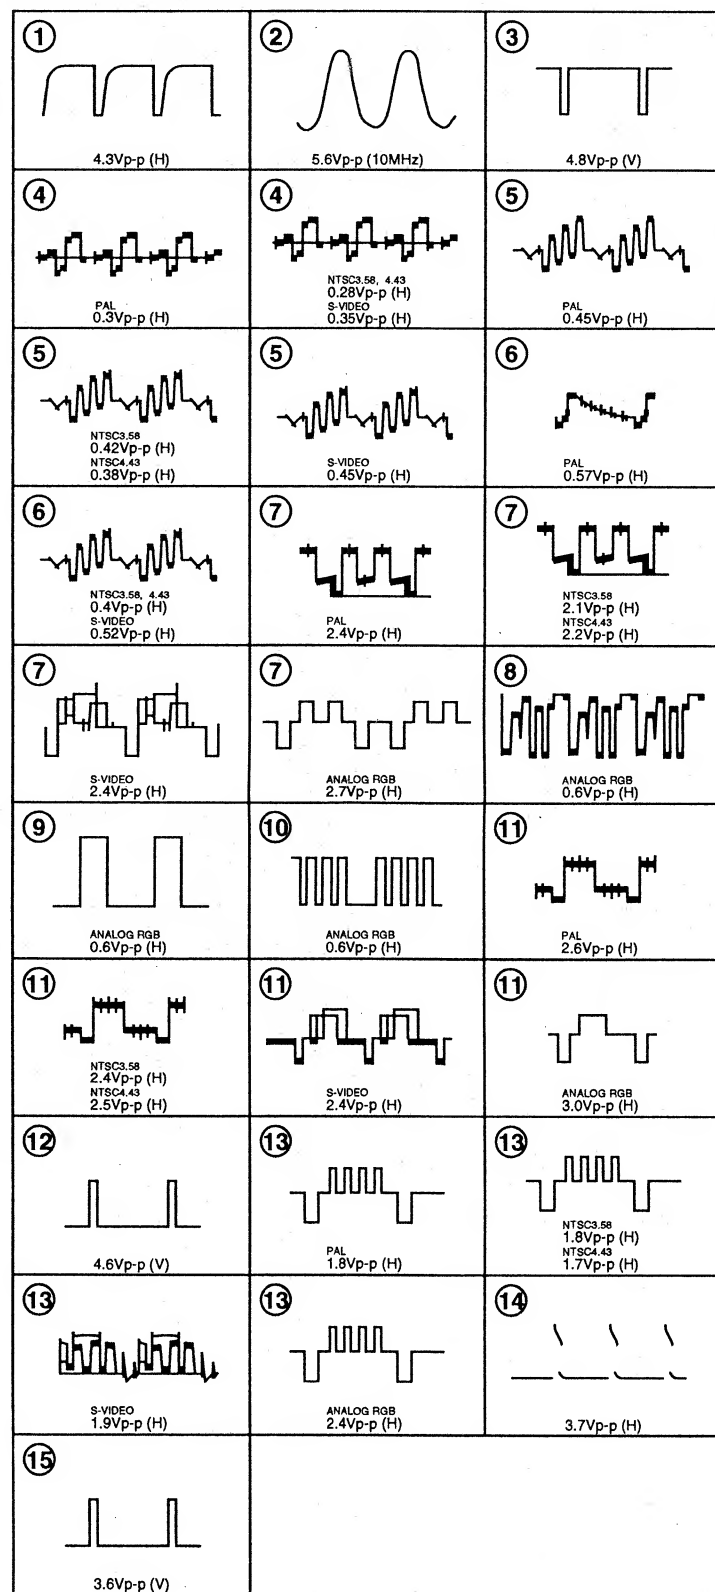 1
4.3Vp-p (H)
2
5.6Vp-p (10MHz)
3
4.8Vp-p (V)
4
PAL
0.3Vp-p (H)
4
NTSC3.58, 4.43
0.28Vp-p (H)
S-VIDEO
0.35Vp-p (H)
5
PAL
0.45Vp-p (H)
5
NTSC3.58
0.42Vp-p (H)
NTSC4.43
0.38Vp-p (H)
5
S-VIDEO
0.45Vp-p (H)
6
PAL
0.57Vp-p (H)
6
NTSC3.58, 4.43
0.4Vp-p (H)
S-VIDEO
0.52Vp-p (H)
7
PAL
2.4Vp-p (H)
7
NTSC3.58
2.1Vp-p (H)
NTSC4.43
2.2Vp-p (H)
7
S-VIDEO
2.4Vp-p (H)
7
ANALOG RGB
2.7Vp-p (H)
8
ANALOG RGB
0.6Vp-p (H)
9
ANALOG RGB
0.6Vp-p (H)
10
ANALOG RGB
0.6Vp-p (H)
11
PAL
2.6Vp-p (H)
11
NTSC3.58
2.4Vp-p (H)
NTSC4.43
2.5Vp-p (H)
11
S-VIDEO
2.4Vp-p (H)
11
ANALOG RGB
3.0Vp-p (H)
12
4.6Vp-p (V)
13
PAL
1.8Vp-p (H)
13
NTSC3.58
1.8Vp-p (H)
NTSC4.43
1.7Vp-p (H)
13
S-VIDEO
1.9Vp-p (H)
13
ANALOG RGB
2.4Vp-p (H)
14
3.7Vp-p (H)
15
3.6Vp-p (V)